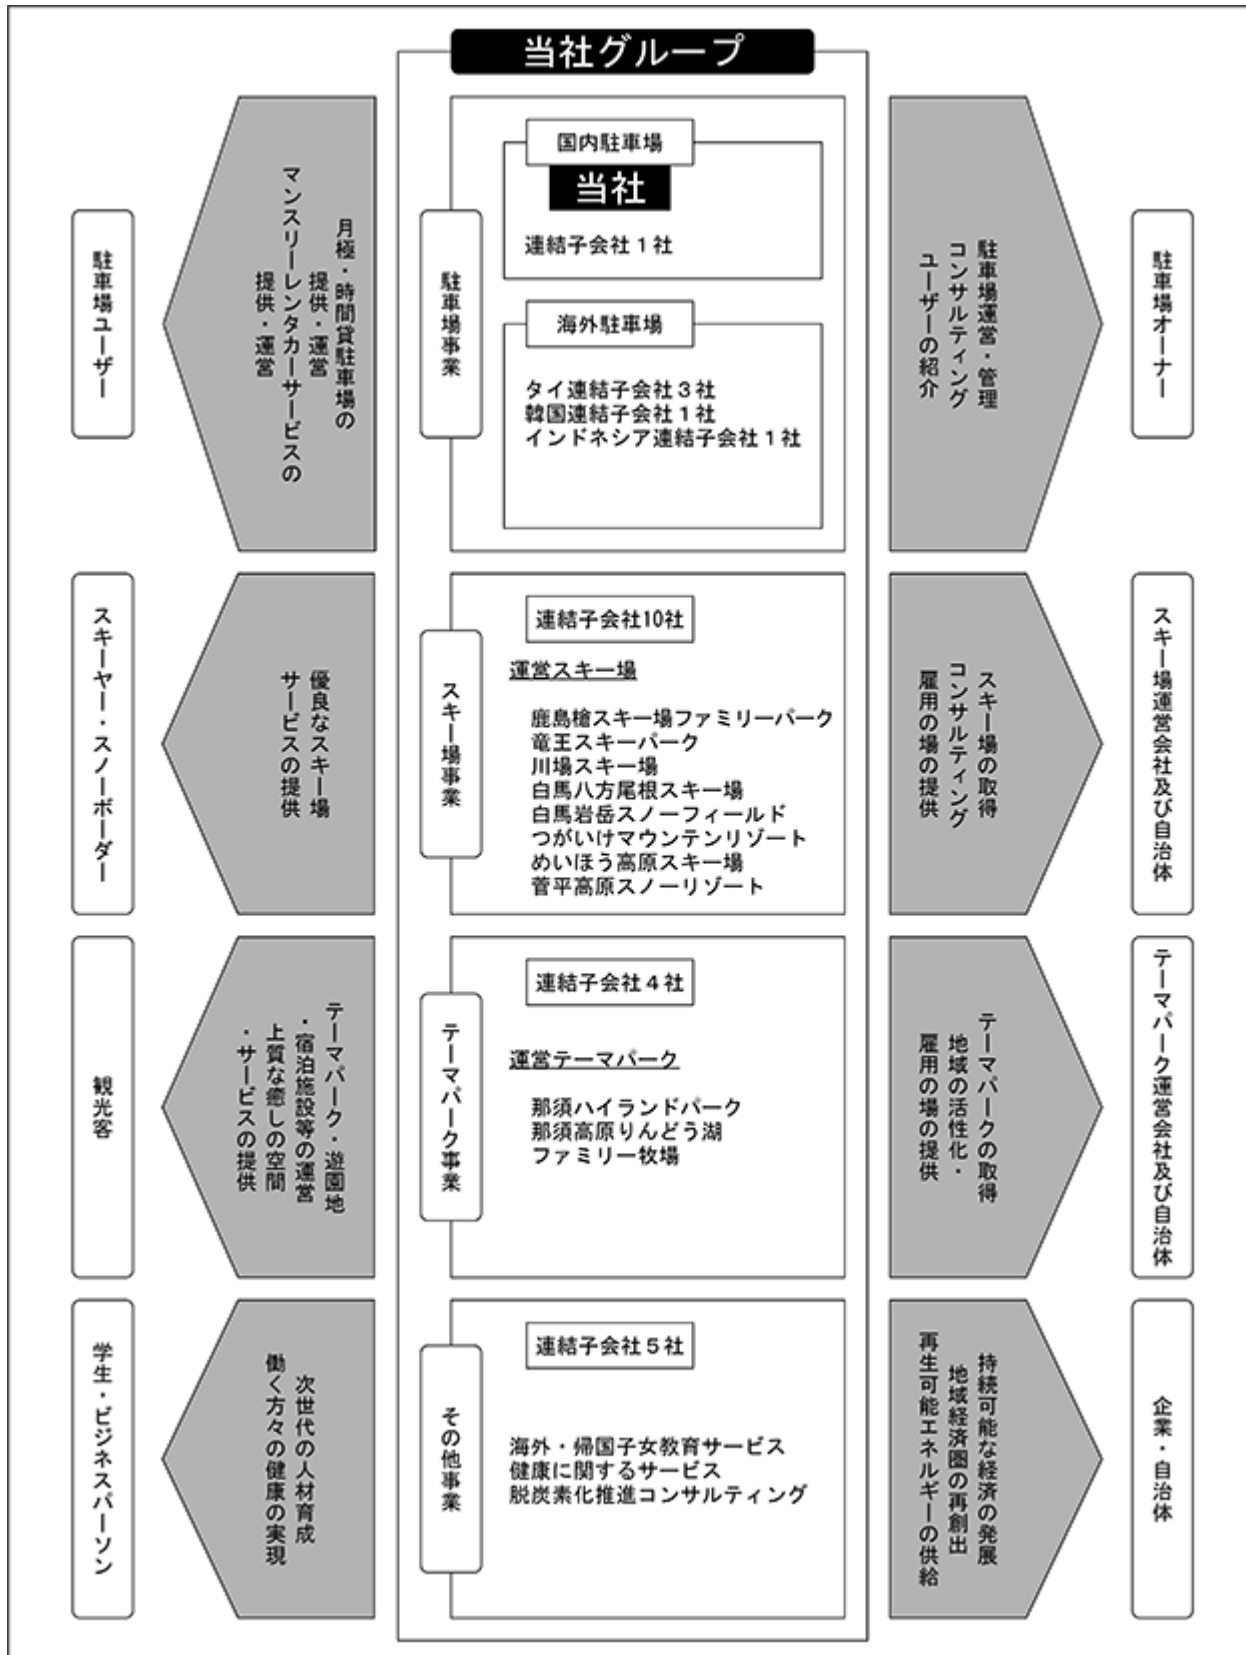 当社グループ
駐車場ユーザー
月極・時間貸駐車場の
提供・運営
マンスリーレンタカーサービスの
提供・運営
駐車場事業
国内駐車場
当社
連結子会社1社
海外駐車場
タイ連結子会社3社
韓国連結子会社1社
インドネシア連結子会社1社
駐車場運営・管理
コンサルティング
ユーザーの紹介
駐車場オーナー
スキーヤー・スノーボーダー
優良なスキー場
サービスの提供
スキー場事業
連結子会社10社
運営スキー場
鹿島槍スキー場ファミリーパーク
竜王スキーパーク
川場スキー場
白馬八方尾根スキー場
白馬岩岳スノーフィールド
つがいけマウンテンリゾート
めいほう高原スキー場
菅平高原スノーリゾート
スキー場の取得
コンサルティング
雇用の場の提供
スキー場運営会社及び自治体
観光客
テーマパーク・遊園地
・宿泊施設等の運営
上質な癒しの空間
・サービスの提供
テーマパーク事業
連結子会社4社
運営テーマパーク
那須ハイランドパーク
那須高原りんどう湖
ファミリー牧場
テーマパークの取得
地域の活性化・
雇用の場の提供
テーマパーク運営会社及び自治体
学生・ビジネスパーソン
次世代の人材育成
働く方々の健康の実現
その他事業
連結子会社5社
海外・帰国子女教育サービス
健康に関するサービス
脱炭素化推進コンサルティング
持続可能な経済の発展
地域経済圏の再創出
再生可能エネルギーの供給
企業・自治体